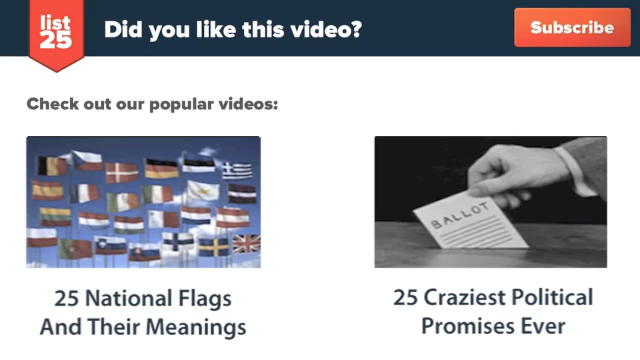 list
25
Did you like this video?
Subscribe
Check out our popular videos:
BALLOT
25 National Flags
And Their Meanings
25 Craziest Political
Promises Ever